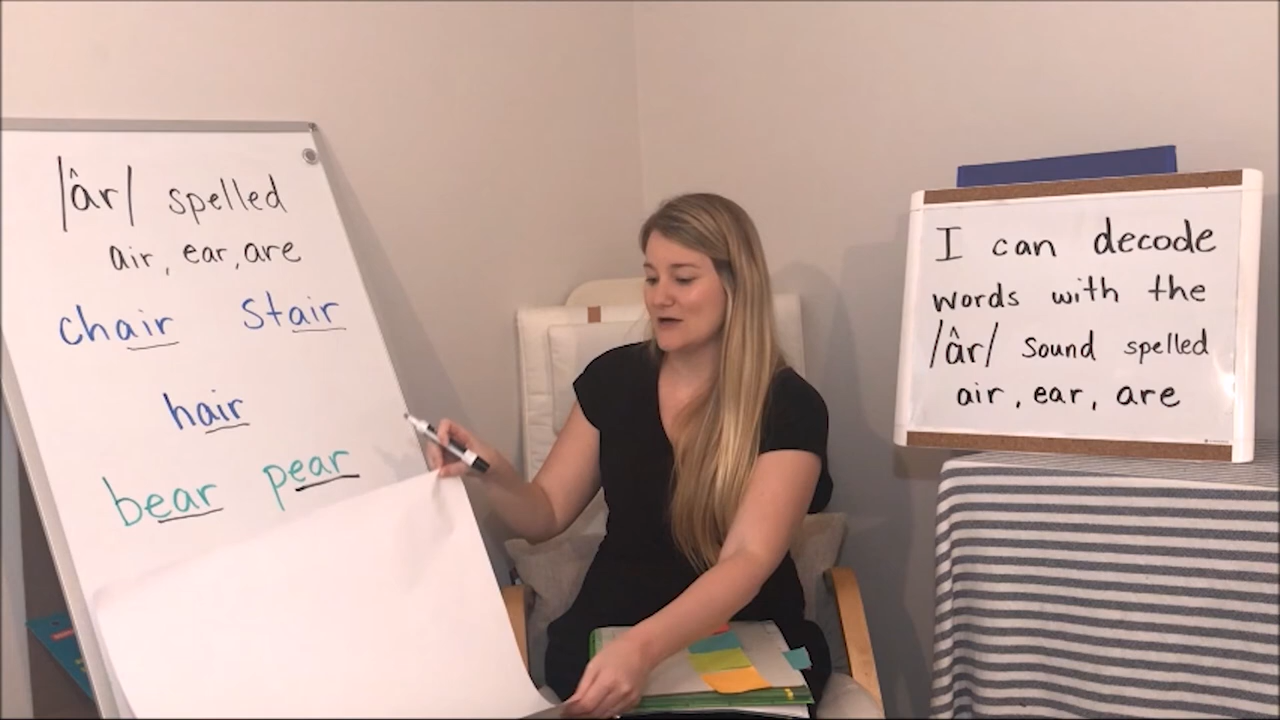 /âr/ spelled
air, ear, are
chair stair
hair
bear pear
I can decode
words with the
/âr/ sound spelled
air, ear, are